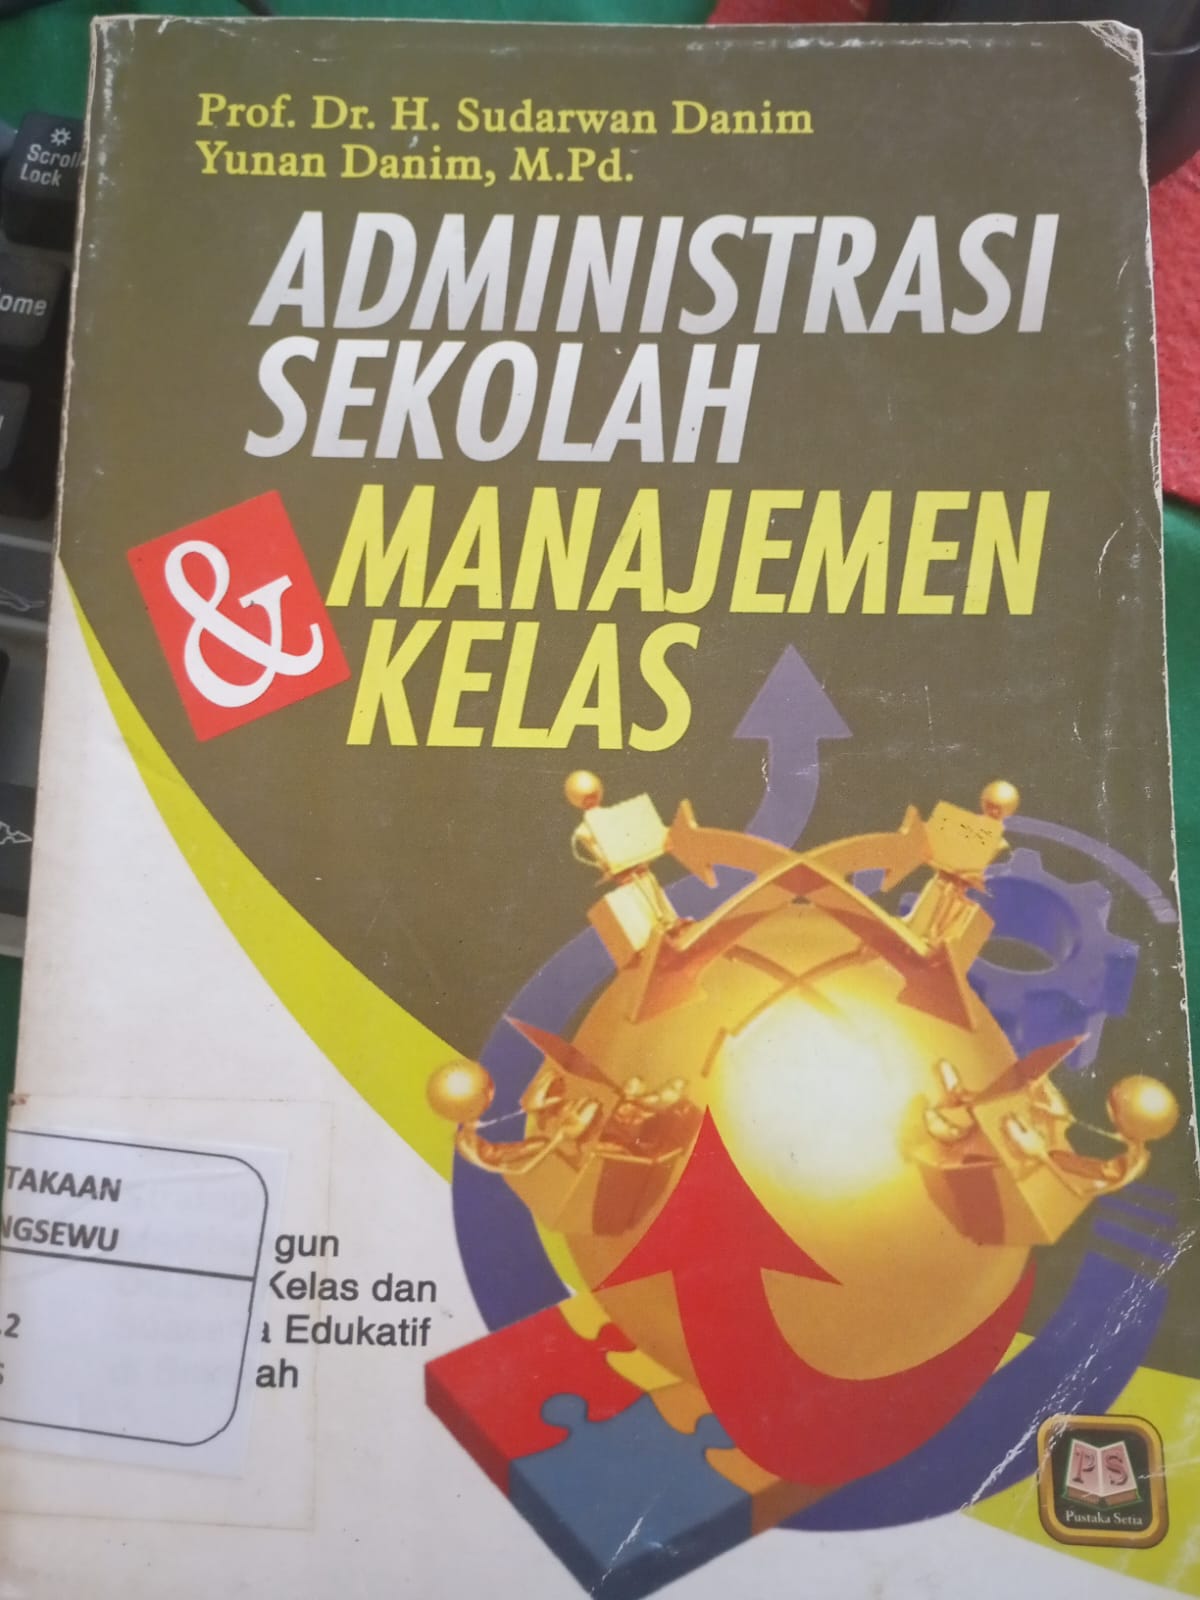 Prof. Dr. H. Sudarwan Danim
Yunan Danim, M.Pd.
ADMINISTRASI
SEKOLAH
& MANAJEMEN
KELAS
TAKAAN
NGSEWU
.2
gun
Kelas dan
Edukatif
ah
PS
Pustaka Setia
Scroll
Lock
ome